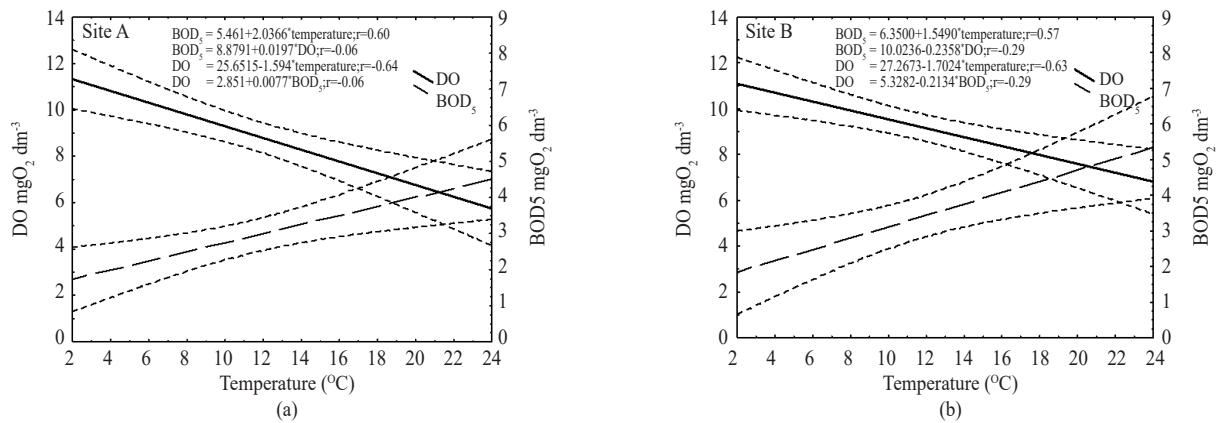 Site A
BOD₅ = 5.461+2.0366*temperature;r=0.60
BOD₅ = 8.8791+0.0197*DO;r=-0.06
DO = 25.6515-1.594*temperature;r=-0.64
DO = 2.851+0.0077*BOD₅;r=-0.06
DO
BOD₅
14
12
10
8
6
4
2
0
DO mgO₂ dm⁻³
9
8
7
6
5
4
3
2
1
0
BOD5 mgO₂ dm⁻³
2 4 6 8 10 12 14 16 18 20 22 24
Temperature (⁰C)
(a)
Site B
BOD₅ = 6.3500+1.5490*temperature;r=0.57
BOD₅ = 10.0236-0.2358*DO;r=-0.29
DO = 27.2673-1.7024*temperature;r=-0.63
DO = 5.3282-0.2134*BOD₅;r=-0.29
DO
BOD₅
14
12
10
8
6
4
2
0
DO mgO₂ dm⁻³
9
8
7
6
5
4
3
2
1
0
BOD5 mgO₂ dm⁻³
2 4 6 8 10 12 14 16 18 20 22 24
Temperature (⁰C)
(b)